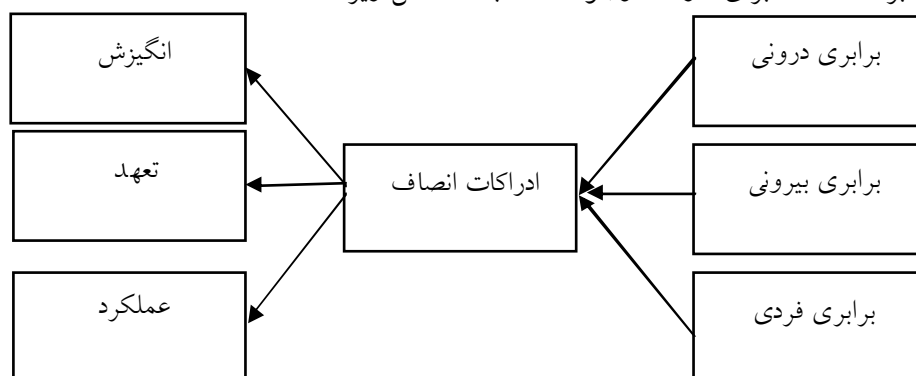 برابری درونی
برابری بیرونی
برابری فردی
ادراکات انصاف
انگیزش
تعهد
عملکرد